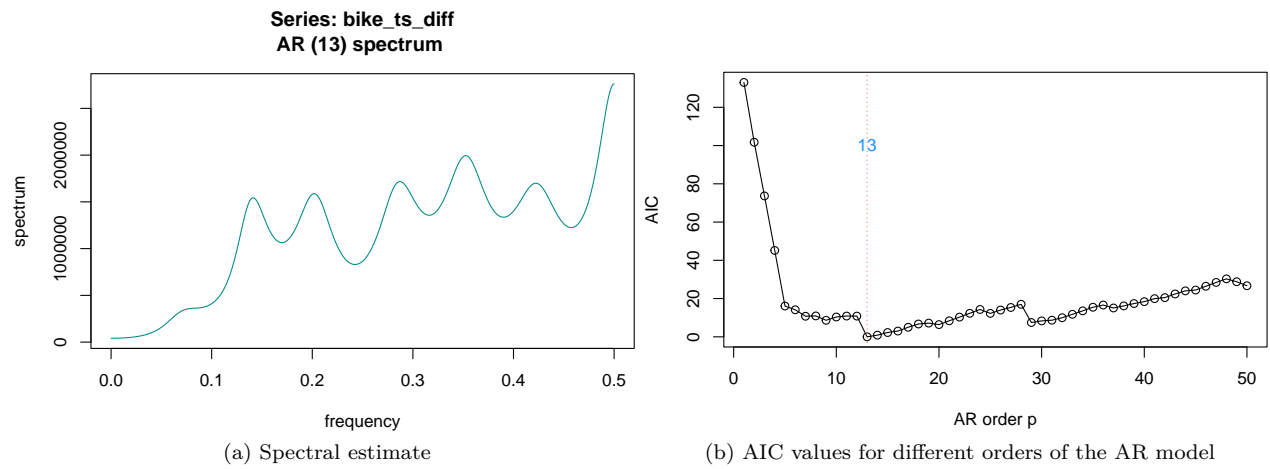 Series: bike_ts_diff
AR (13) spectrum
spectrum
0
1000000
2000000
0.0 0.1 0.2 0.3 0.4 0.5
frequency
(a) Spectral estimate
AIC
0 20 40 60 80 120
13
0 10 20 30 40 50
AR order p
(b) AIC values for different orders of the AR model